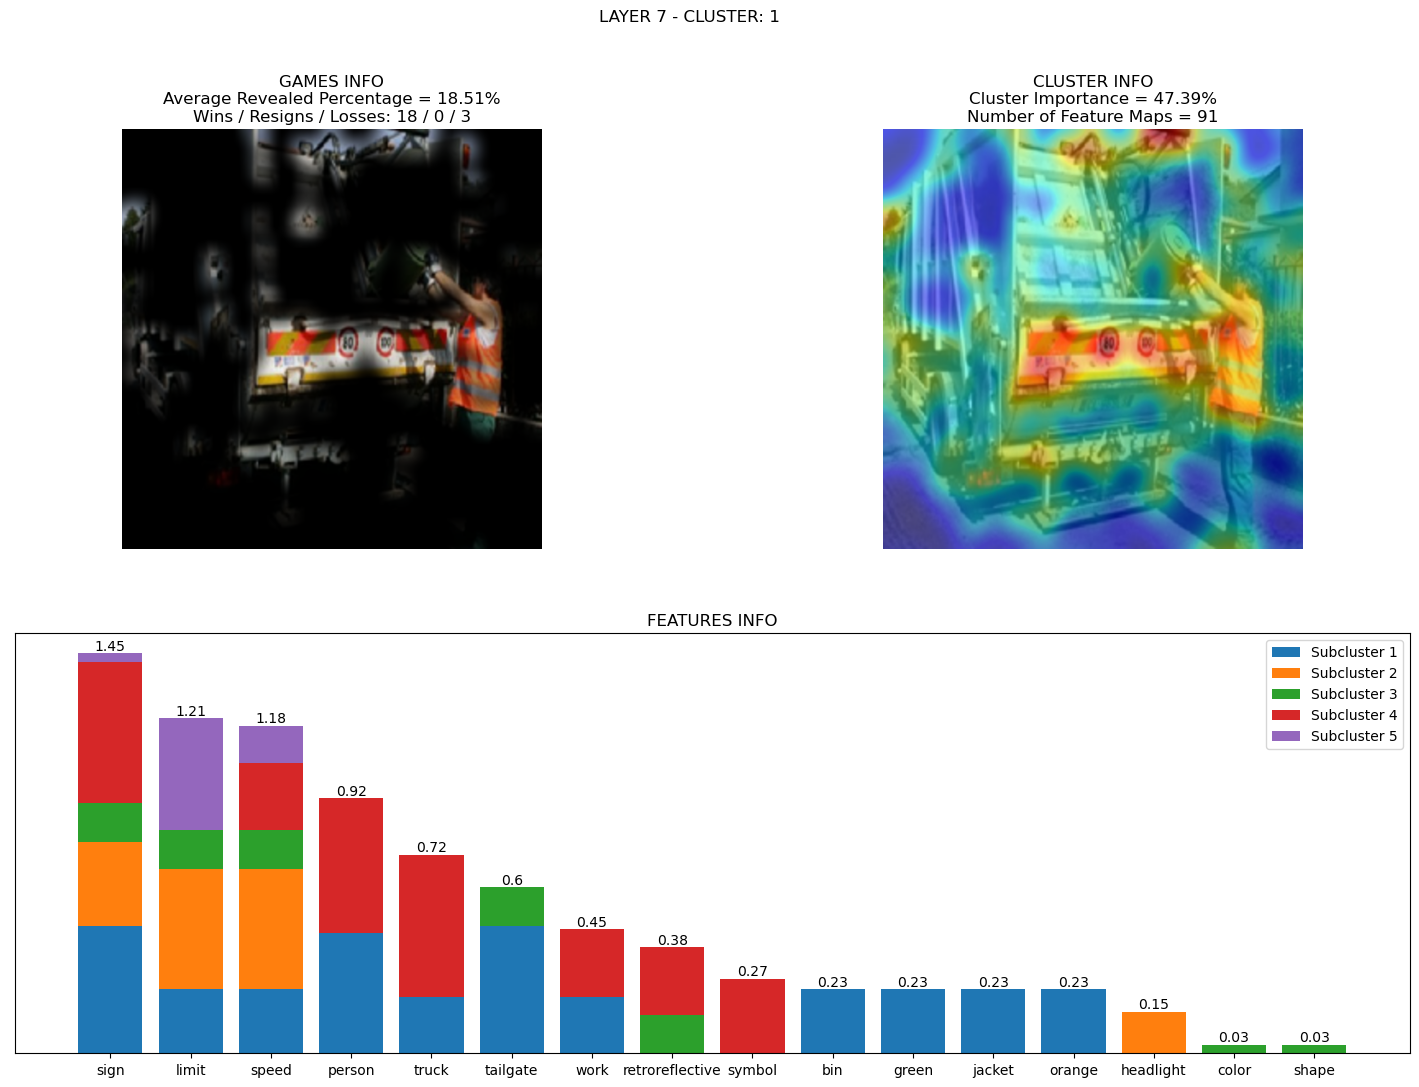 LAYER 7 - CLUSTER: 1
GAMES INFO
Average Revealed Percentage = 18.51%
Wins / Resigns / Losses: 18 / 0 / 3
CLUSTER INFO
Cluster Importance = 47.39%
Number of Feature Maps = 91
FEATURES INFO
1.45
1.21
1.18
0.92
0.72
0.6
0.45
0.38
0.27
0.23
0.23
0.23
0.23
0.15
0.03
0.03
Subcluster 1
Subcluster 2
Subcluster 3
Subcluster 4
Subcluster 5
sign
limit
speed
person
truck
tailgate
work
retroreflective
symbol
bin
green
jacket
orange
headlight
color
shape